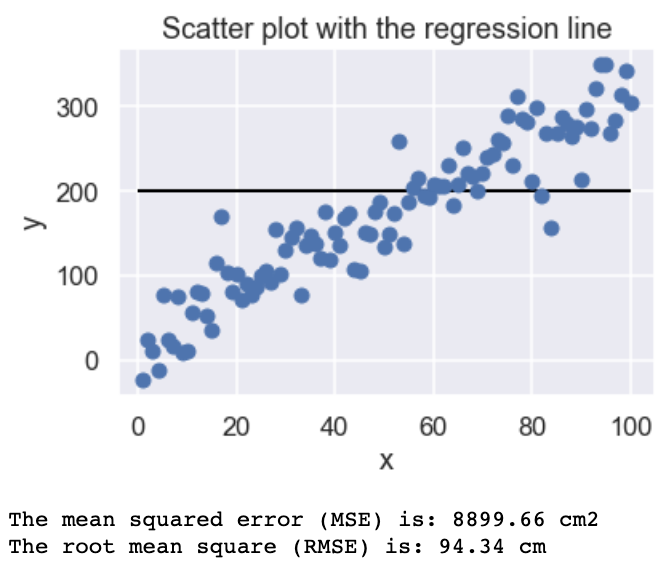 Scatter plot with the regression line
300
200
100
0
y
0 20 40 60 80 100
x
The mean squared error (MSE) is: 8899.66 cm2
The root mean square (RMSE) is: 94.34 cm